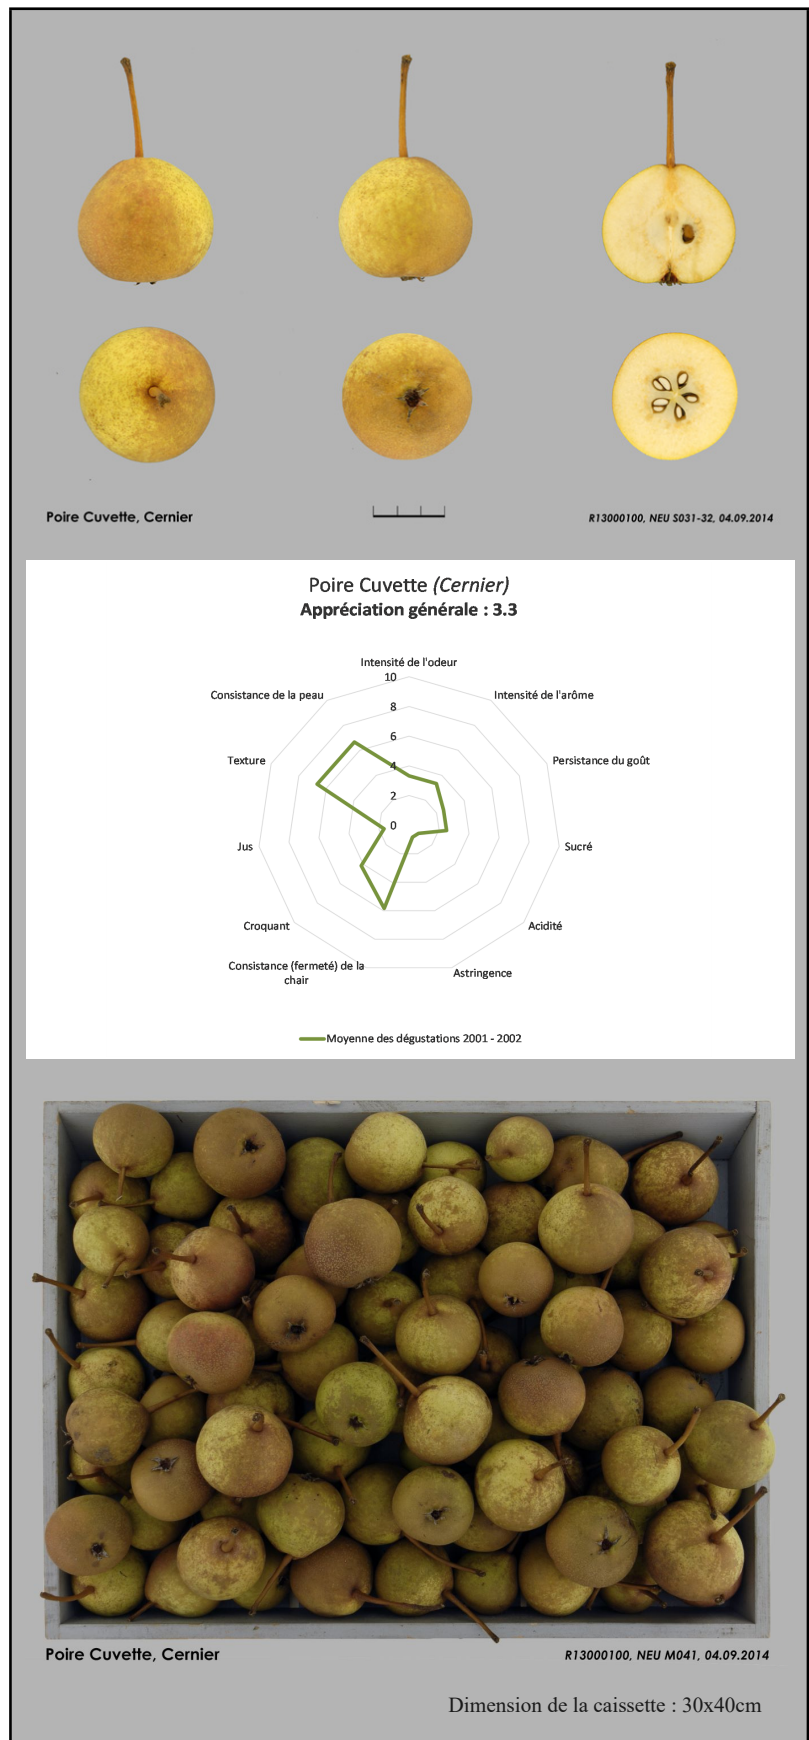 Poire Cuvette, Cernier
R13000100, NEU S031-32, 04.09.2014
Poire Cuvette (Cernier)
Appréciation générale : 3.3
Intensité de l'odeur
10
Consistance de la peau
Intensité de l'arôme
8
6
Texture
Persistance du goût
4
2
0
Jus
Sucré
Croquant
Acidité
Consistance (fermeté) de la
chair
Astringence
Moyenne des dégustations 2001 - 2002
Poire Cuvette, Cernier
R13000100, NEU M041, 04.09.2014
Dimension de la caissette : 30x40cm